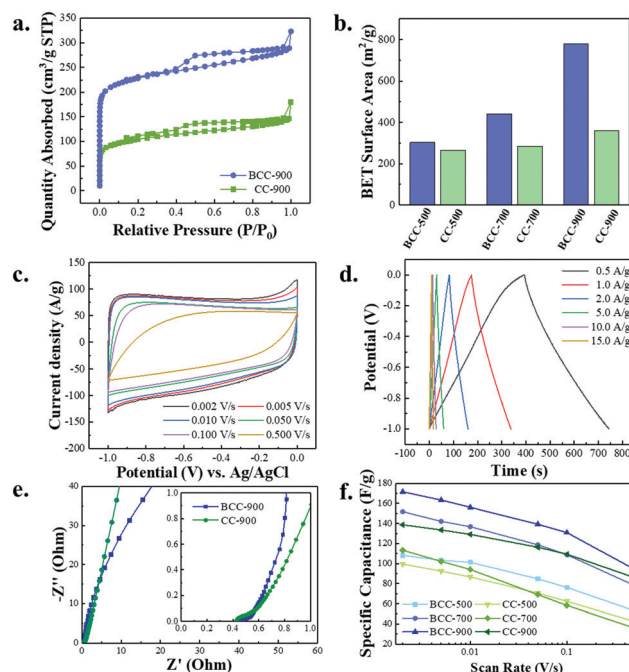 a.
Quantity Absorbed (cm³/g STP)
350
300
250
200
150
100
50
0
BCC-900
CC-900
0.0 0.2 0.4 0.6 0.8 1.0
Relative Pressure (P/P₀)
b.
BET Surface Area (m²/g)
800
600
400
200
0
BCC-500
CC-500
BCC-700
CC-700
BCC-900
CC-900
c.
Current density (A/g)
150
100
50
0
-50
-100
-150
-200
0.002 V/s 0.005 V/s
0.010 V/s 0.050 V/s
0.100 V/s 0.500 V/s
-1.0 -0.8 -0.6 -0.4 -0.2 0.0
Potential (V) vs. Ag/AgCl
d.
Potential (V)
0.0
-0.2
-0.4
-0.6
-0.8
-1.0
0.5 A/g
1.0 A/g
2.0 A/g
5.0 A/g
10.0 A/g
15.0 A/g
0 100 200 300 400 500 600 700 800
Time (s)
e.
-Z'' (Ohm)
40
30
20
10
0
1.0
0.8
0.6
0.4
0.2
0.0
BCC-900
CC-900
0.0 0.2 0.4 0.6 0.8 1.0
0 10 20 30 40 50 60
Z' (Ohm)
f.
Specific Capacitance (F/g)
180
160
140
120
100
80
60
40
20
0
BCC-500 CC-500
BCC-700 CC-700
BCC-900 CC-900
0.01 0.1
Scan Rate (V/s)